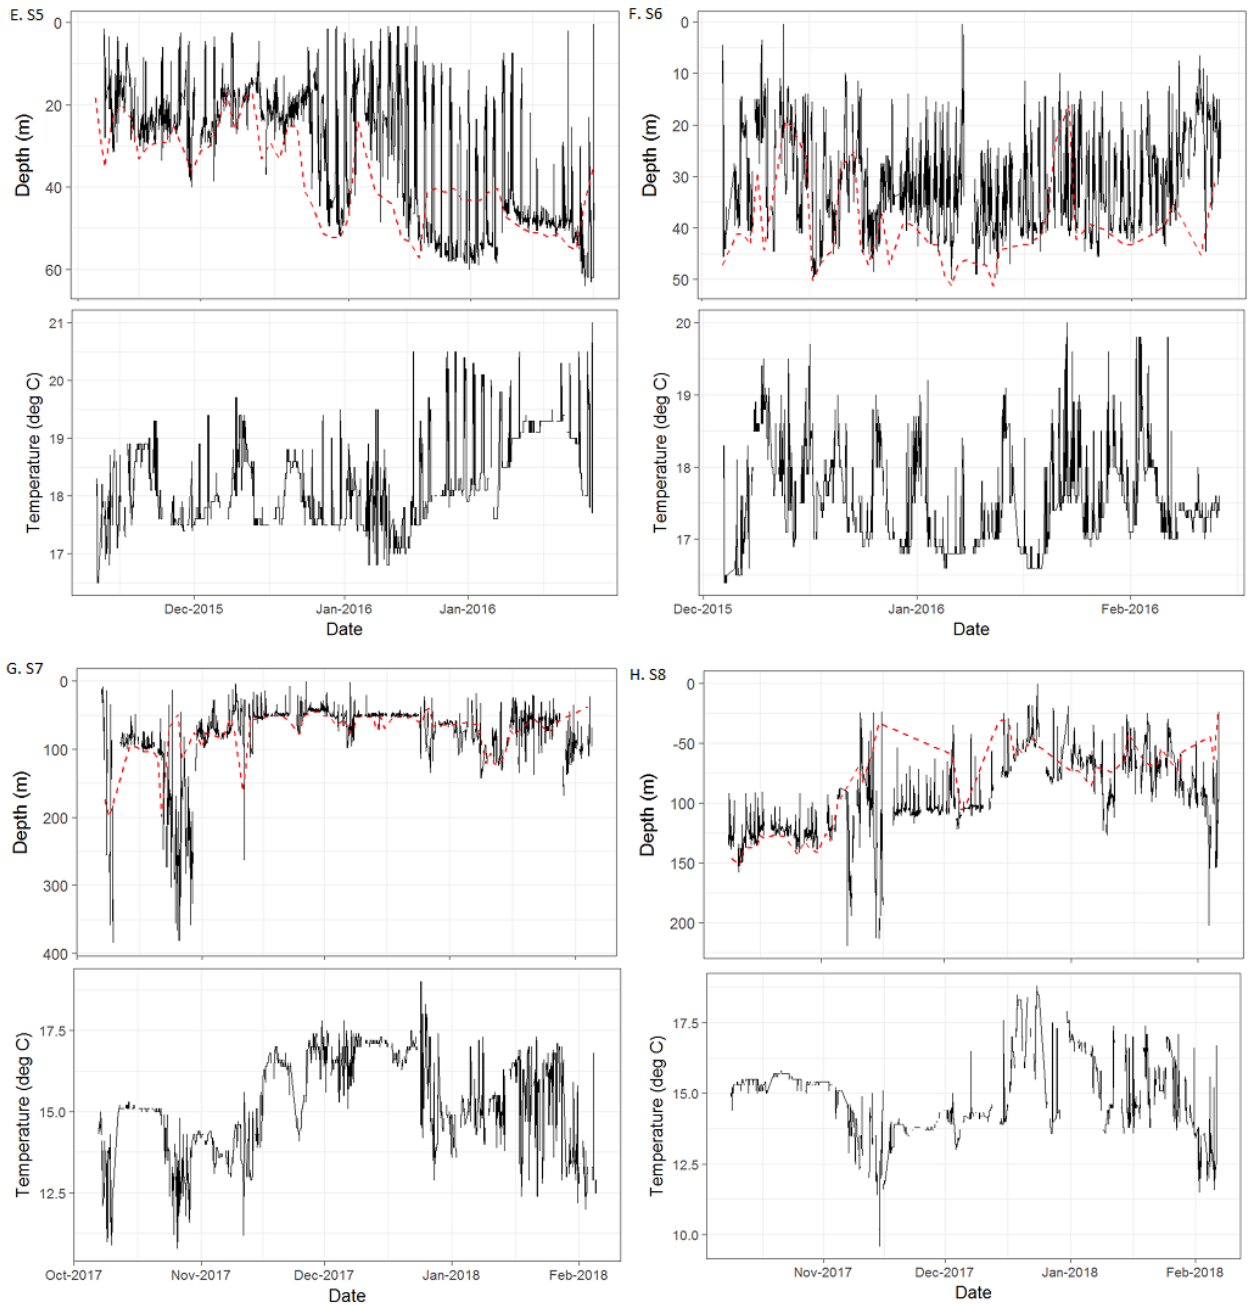 E. S5
0
20
40
60
Depth (m)
21
20
19
18
17
Temperature (deg C)
Dec-2015
Jan-2016
Jan-2016
Date
F. S6
0
10
20
30
40
50
Depth (m)
20
19
18
17
Temperature (deg C)
Dec-2015
Jan-2016
Feb-2016
Date
G. S7
0
100
200
300
400
Depth (m)
17.5
15.0
12.5
Temperature (deg C)
Oct-2017
Nov-2017
Dec-2017
Jan-2018
Feb-2018
Date
H. S8
0
-50
100
150
200
Depth (m)
17.5
15.0
12.5
10.0
Temperature (deg C)
Nov-2017
Dec-2017
Jan-2018
Feb-2018
Date